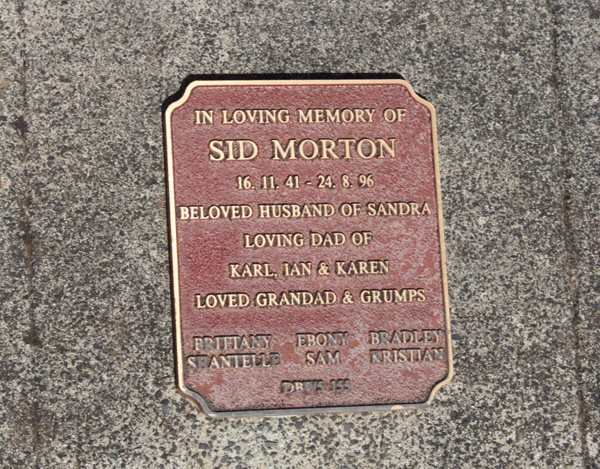 IN LOVING MEMORY OF
SID MORTON
16. 11. 41 - 24. 8. 96
BELOVED HUSBAND OF SANDRA
LOVING DAD OF
KARL, IAN & KAREN
LOVED GRANDAD & GRUMPS
BRITTANY EBONY BRADLEY
SHANTELLE SAM KRISTIAN